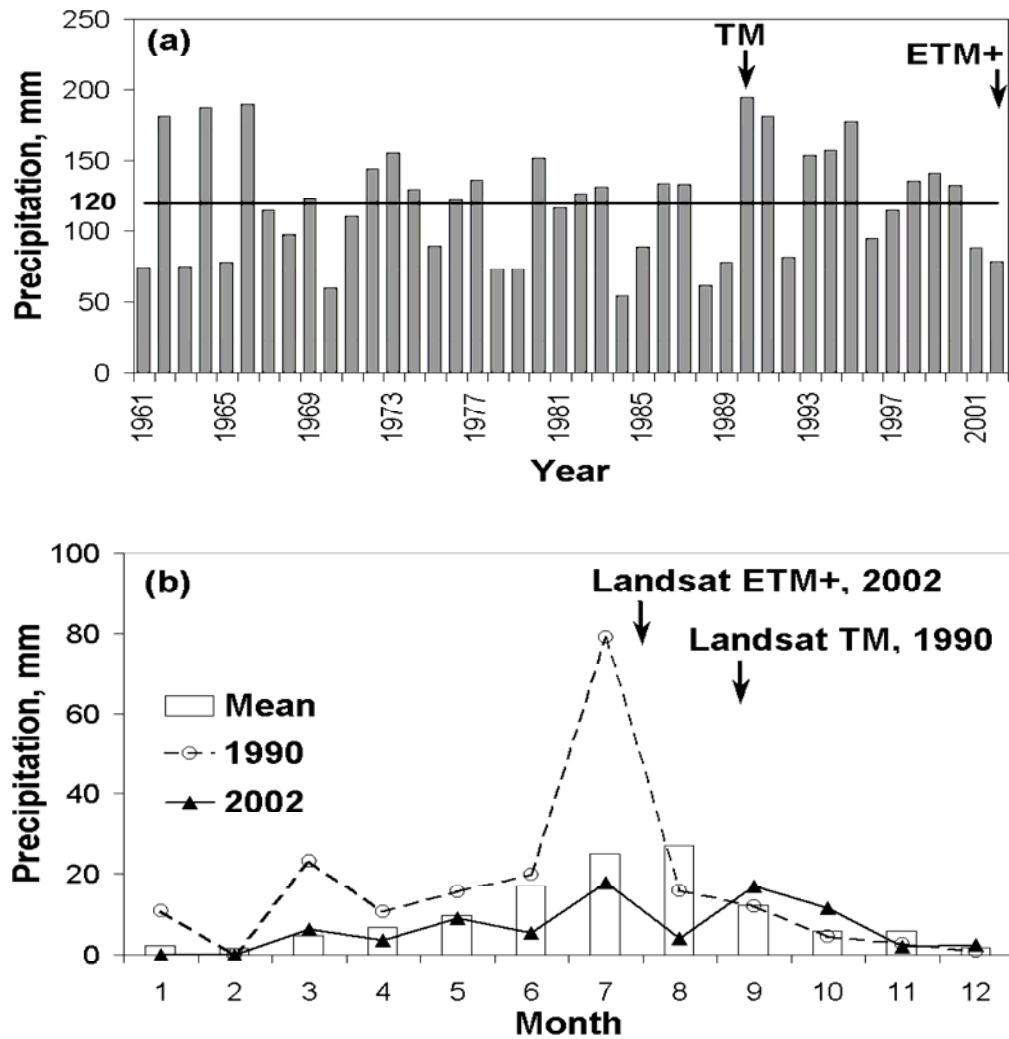 (a)
TM
ETM+
Precipitation, mm
250
200
150
120
100
50
0
1961
1965
1969
1973
1977
1981
1985
1989
1993
1997
2001
Year
(b)
Landsat ETM+, 2002
Landsat TM, 1990
Mean
1990
2002
Precipitation, mm
100
80
60
40
20
0
1 2 3 4 5 6 7 8 9 10 11 12
Month